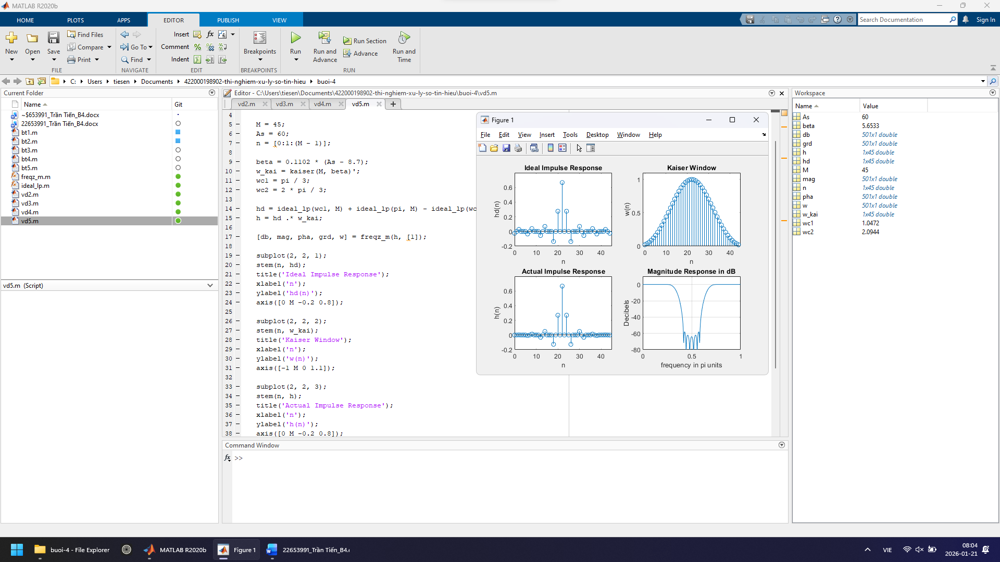 MATLAB R2020b
HOME PLOTS APPS EDITOR PUBLISH VIEW
Search Documentation
Sign In
New
Open
Save
Find Files
Compare
Print
FILE
Go To
Find
NAVIGATE
Insert
Comment
Indent
EDIT
Breakpoints
BREAKPOINTS
Run
Run and Advance
Run Section
Advance
Run and Time
RUN
C: Users tiesen Documents 422000198902-thi-nghiem-xu-ly-so-tin-hieu buoi-4
Current Folder
Name Git
~$653991_Trần Tiến_B4.docx
22653991_Trần Tiến_B4.docx
bt1.m
bt2.m
bt3.m
bt4.m
bt5.m
freqz_m.m
ideal_lp.m
vd2.m
vd3.m
vd4.m
vd5.m
vd5.m (Script)
Editor - C:\Users\tiesen\Documents\422000198902-thi-nghiem-xu-ly-so-tin-hieu\buoi-4\vd5.m
vd2.m vd3.m vd4.m vd5.m
4
5 – M = 45;
6 – As = 60;
7 – n = [0:1:(M - 1)];
8
9 – beta = 0.1102 * (As - 8.7);
10 – w_kai = kaiser(M, beta)';
11 – wc1 = pi / 3;
12 – wc2 = 2 * pi / 3;
13
14 – hd = ideal_lp(wc1, M) + ideal_lp(pi, M) - ideal_lp(wc
15 – h = hd .* w_kai;
16
17 – [db, mag, pha, grd, w] = freqz_m(h, [1]);
18
19 – subplot(2, 2, 1);
20 – stem(n, hd);
21 – title('Ideal Impulse Response');
22 – xlabel('n');
23 – ylabel('hd(n)');
24 – axis([0 M -0.2 0.8]);
25
26 – subplot(2, 2, 2);
27 – stem(n, w_kai);
28 – title('Kaiser Window');
29 – xlabel('n');
30 – ylabel('w(n)');
31 – axis([-1 M 0 1.1]);
32
33 – subplot(2, 2, 3);
34 – stem(n, h);
35 – title('Actual Impulse Response');
36 – xlabel('n');
37 – ylabel('h(n)');
38 – axis([0 M -0.2 0.8]);
Figure 1
File Edit View Insert Tools Desktop Window Help
Ideal Impulse Response
hd(n)
0.6
0.4
0.2
0
-0.2
0 10 20 30 40
n
Kaiser Window
w(n)
1
0.5
0
0 10 20 30 40
n
Actual Impulse Response
h(n)
0.6
0.4
0.2
0
-0.2
0 10 20 30 40
n
Magnitude Response in dB
Decibels
0
-20
-40
-60
-80
0 0.5 1
frequency in pi units
Command Window
fx >>
Workspace
Name Value
As 60
beta 5.6533
db 501x1 double
grd 501x1 double
h 1x45 double
hd 1x45 double
M 45
mag 501x1 double
n 1x45 double
pha 501x1 double
w 501x1 double
w_kai 1x45 double
wc1 1.0472
wc2 2.0944
buoi-4 - File Explorer
MATLAB R2020b
Figure 1
22653991_Trần Tiến_B4.
VIE
08:04
2026-01-21